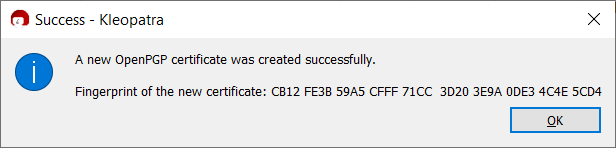 Success - Kleopatra
A new OpenPGP certificate was created successfully.
Fingerprint of the new certificate: CB12 FE3B 59A5 CFFF 71CC  3D20 3E9A 0DE3 4C4E 5CD4
OK